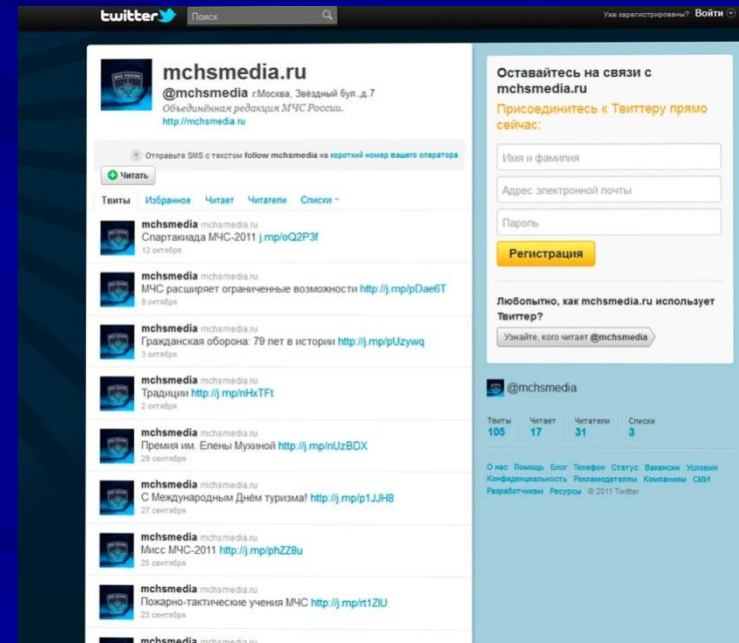 twitter
Поиск
Уже зарегистрированы? Войти
mchsmedia.ru
@mchsmedia г.Москва, Звёздный бул.,д.7
Объединённая редакция МЧС России.
http://mchsmedia.ru
Отправьте SMS с текстом follow mchsmedia на короткий номер вашего оператора
Читать
Твиты Избранное Читает Читатели Списки
mchsmedia mchsmedia.ru
Спартакиада МЧС-2011 j.mp/oQ2P3f
12 октября
mchsmedia mchsmedia.ru
МЧС расширяет ограниченные возможности http://j.mp/pDae6T
9 октября
mchsmedia mchsmedia.ru
Гражданская оборона: 79 лет в истории http://j.mp/pUzywq
3 октября
mchsmedia mchsmedia.ru
Традиции http://j.mp/nHxTFt
2 октября
mchsmedia mchsmedia.ru
Премия им. Елены Мухиной http://j.mp/nUzBDX
29 сентября
mchsmedia mchsmedia.ru
С Международным Днём туризма! http://j.mp/p1JJH8
27 сентября
mchsmedia mchsmedia.ru
Мисс МЧС-2011 http://j.mp/phZZ8u
25 сентября
mchsmedia mchsmedia.ru
Пожарно-тактические учения МЧС http://j.mp/rt1ZIU
23 сентября
mchsmedia mchsmedia.ru
Оставайтесь на связи с
mchsmedia.ru
Присоединитесь к Твиттеру прямо
сейчас:
Имя и фамилия
Адрес электронной почты
Пароль
Регистрация
Любопытно, как mchsmedia.ru использует
Твиттер?
Узнайте, кого читает @mchsmedia
@mchsmedia
Твиты Читает Читатели Списки
105 17 31 3
О нас Помощь Блог Телефон Статус Вакансии Условия
Конфиденциальность Рекламодателям Компаниям СМИ
Разработчикам Ресурсы © 2011 Twitter